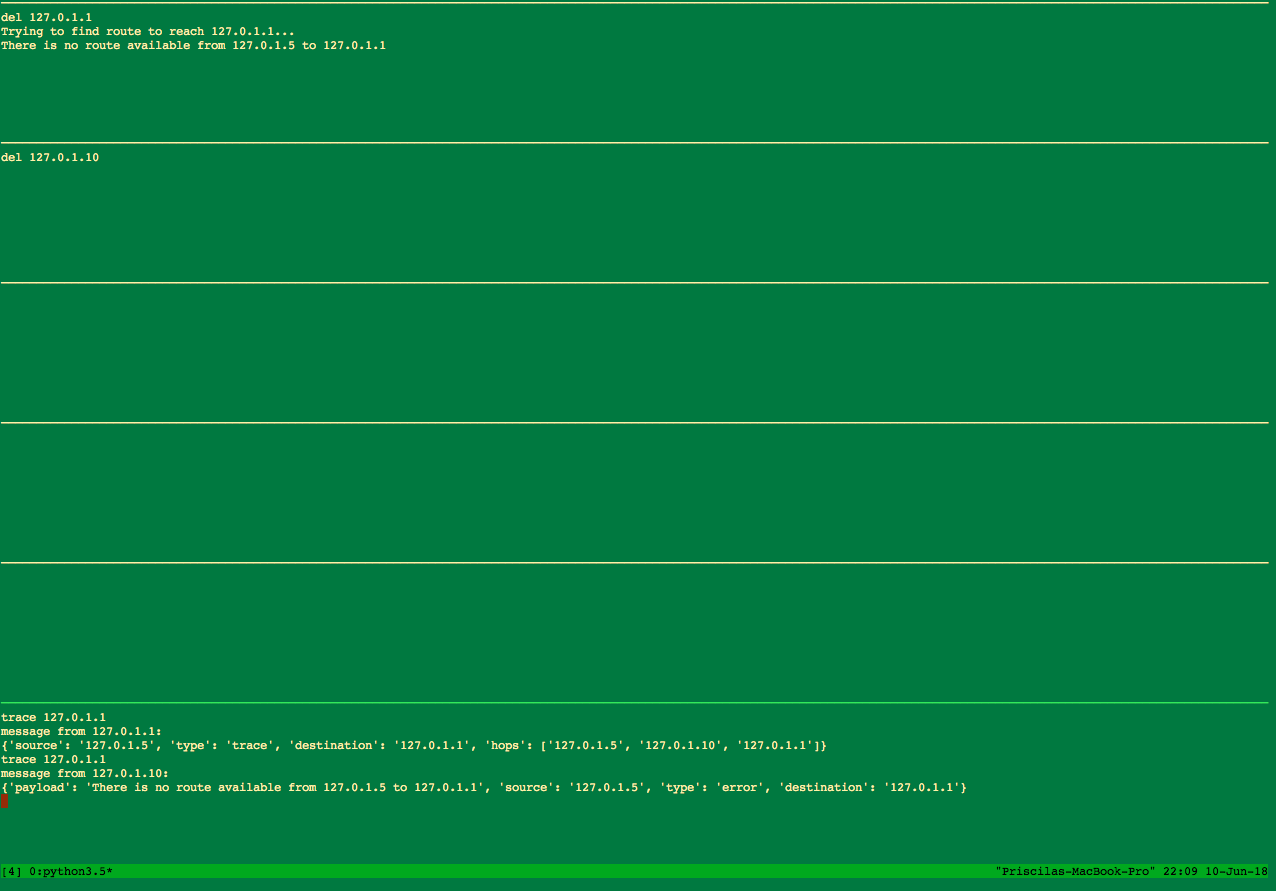 del 127.0.1.1
Trying to find route to reach 127.0.1.1...
There is no route available from 127.0.1.5 to 127.0.1.1
del 127.0.1.10
trace 127.0.1.1
message from 127.0.1.1:
{'source': '127.0.1.5', 'type': 'trace', 'destination': '127.0.1.1', 'hops': ['127.0.1.5', '127.0.1.10', '127.0.1.1']}
trace 127.0.1.1
message from 127.0.1.10:
{'payload': 'There is no route available from 127.0.1.5 to 127.0.1.1', 'source': '127.0.1.5', 'type': 'error', 'destination': '127.0.1.1'}
[4] 0:python3.5* "Priscilas-MacBook-Pro" 22:09 10-Jun-18